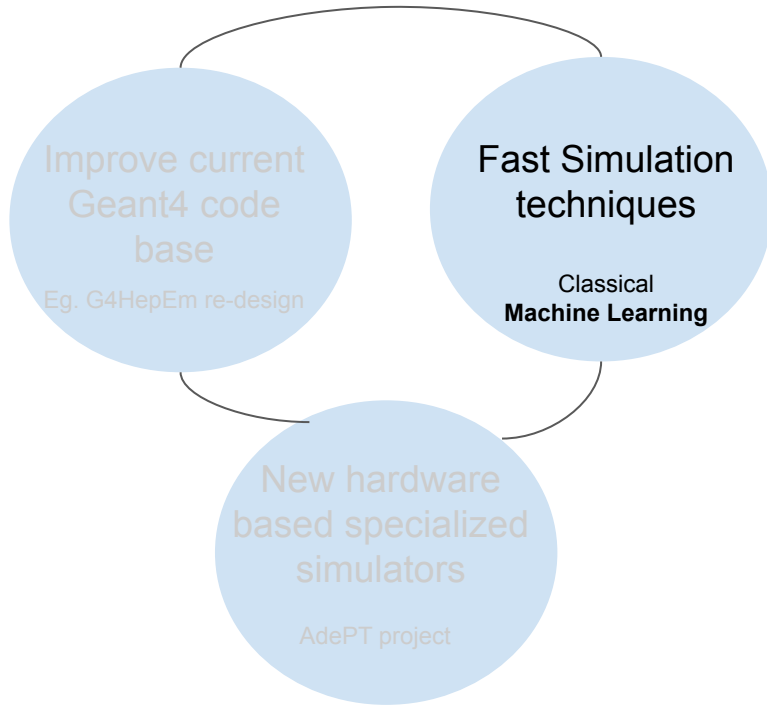 Improve current
Geant4 code
base
Eg. G4HepEm re-design
Fast Simulation
techniques
Classical
Machine Learning
New hardware
based specialized
simulators
AdePT project